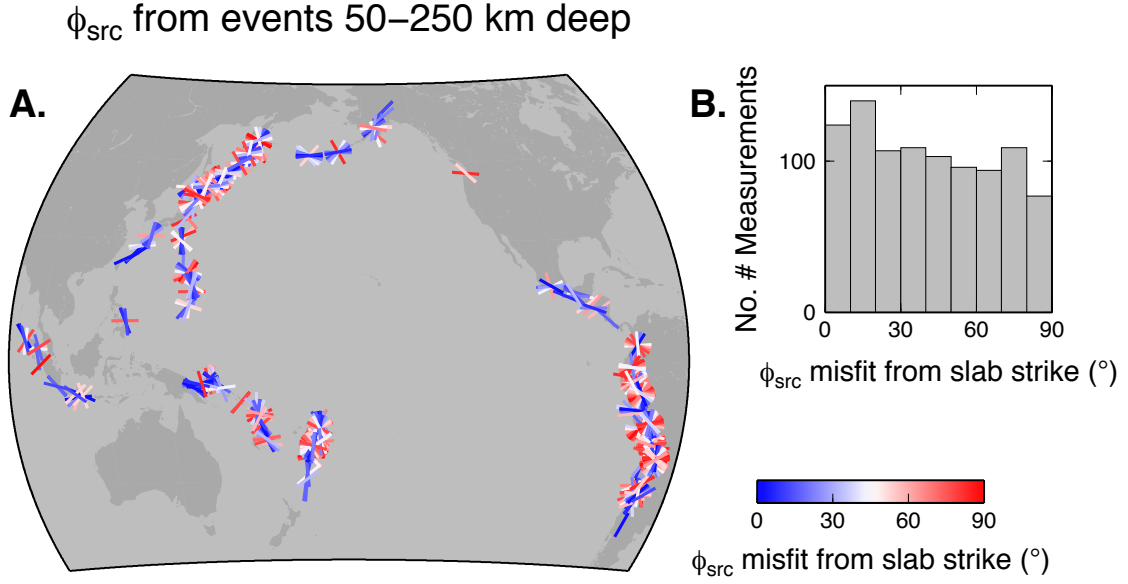 ϕsrc from events 50–250 km deep
A.
B.
No. # Measurements
100
0
0 30 60 90
ϕsrc misfit from slab strike (°)
0 30 60 90
ϕsrc misfit from slab strike (°)